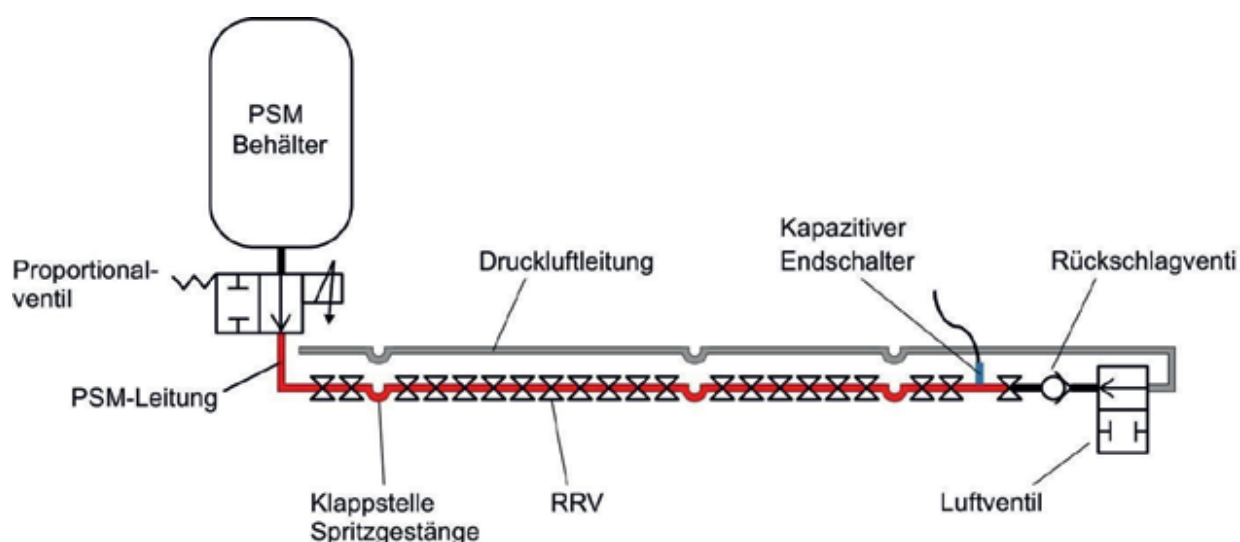 PSM
Behälter
Proportional-
ventil
Druckluftleitung
Kapazitiver
Endschalter
Rückschlagventi
PSM-Leitung
Klappstelle
Spritzgestänge
RRV
Luftventil